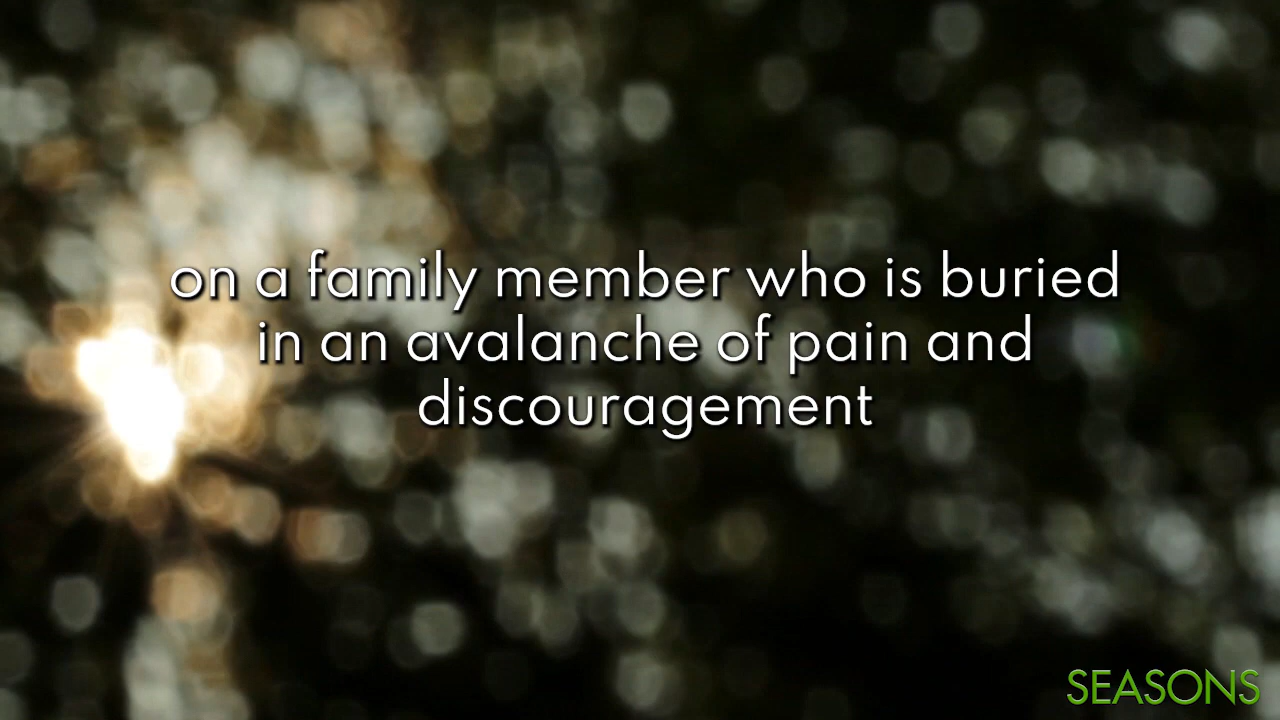 on a family member who is buried
in an avalanche of pain and
discouragement
SEASONS